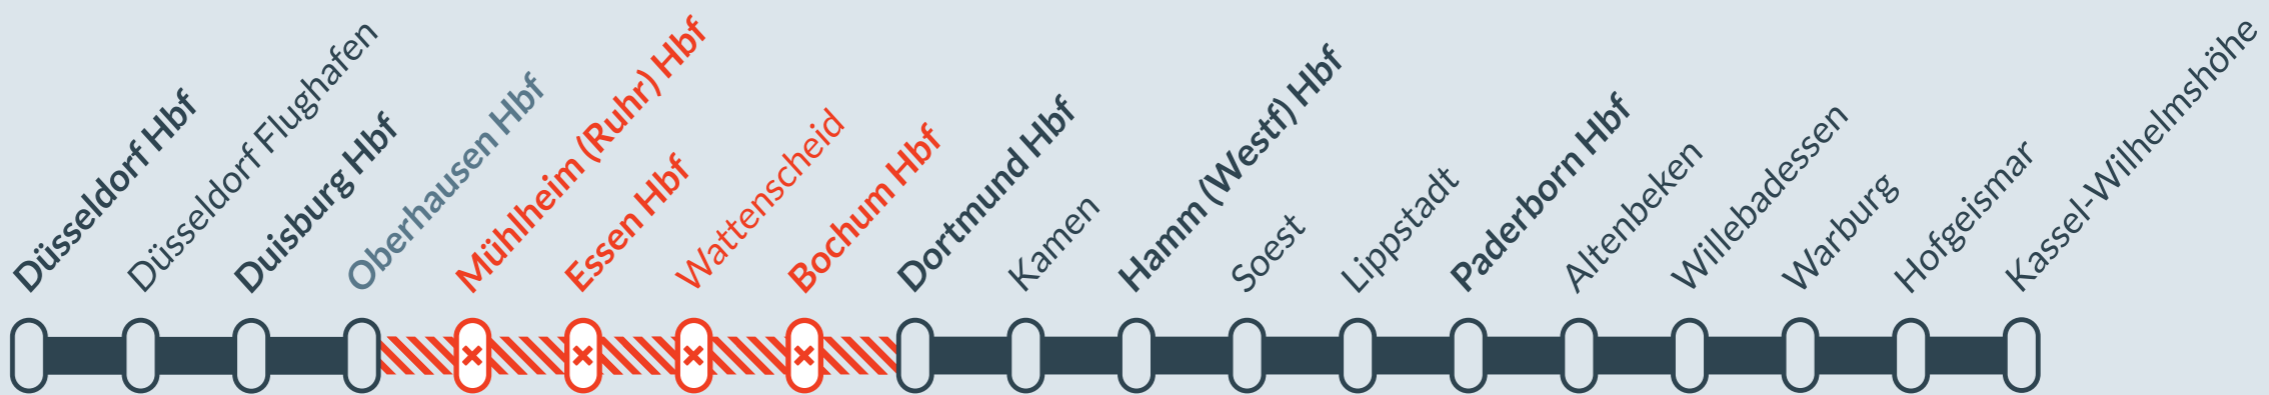 Düsseldorf Hbf
Düsseldorf Flughafen
Duisburg Hbf
Oberhausen Hbf
Mühlheim (Ruhr) Hbf
Essen Hbf
Wattenscheid
Bochum Hbf
Dortmund Hbf
Kamen
Hamm (Westf) Hbf
Soest
Lippstadt
Paderborn Hbf
Altenbeken
Willebadessen
Warburg
Hofgeismar
Kassel-Wilhelmshöhe